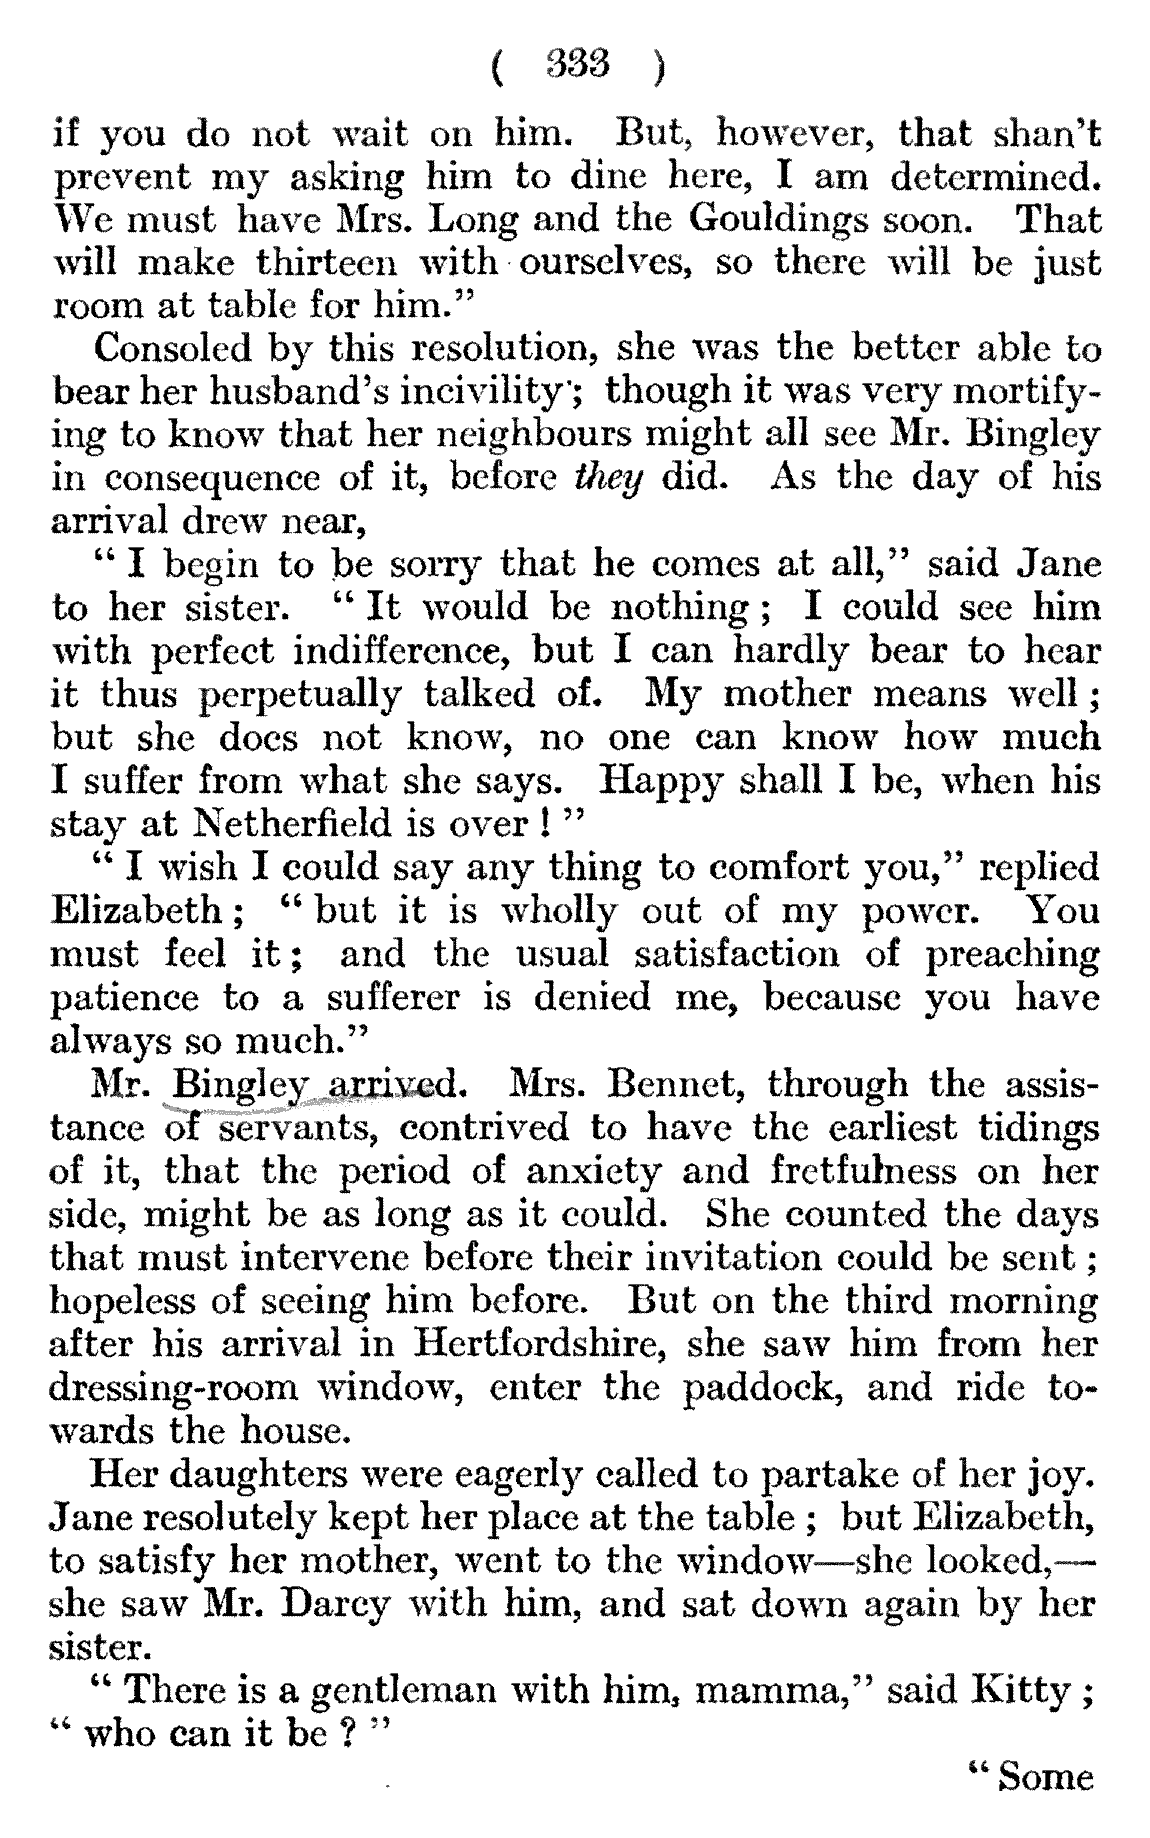 ( 333 )
if you do not wait on him. But, however, that shan't
prevent my asking him to dine here, I am determined.
We must have Mrs. Long and the Gouldings soon. That
will make thirteen with ourselves, so there will be just
room at table for him."
Consoled by this resolution, she was the better able to
bear her husband's incivility; though it was very mortify-
ing to know that her neighbours might all see Mr. Bingley
in consequence of it, before they did. As the day of his
arrival drew near,
"I begin to be sorry that he comes at all," said Jane
to her sister. "It would be nothing; I could see him
with perfect indifference, but I can hardly bear to hear
it thus perpetually talked of. My mother means well;
but she does not know, no one can know how much
I suffer from what she says. Happy shall I be, when his
stay at Netherfield is over!"
"I wish I could say any thing to comfort you," replied
Elizabeth; "but it is wholly out of my power. You
must feel it; and the usual satisfaction of preaching
patience to a sufferer is denied me, because you have
always so much."
Mr. Bingley arrived. Mrs. Bennet, through the assis-
tance of servants, contrived to have the earliest tidings
of it, that the period of anxiety and fretfulness on her
side, might be as long as it could. She counted the days
that must intervene before their invitation could be sent;
hopeless of seeing him before. But on the third morning
after his arrival in Hertfordshire, she saw him from her
dressing-room window, enter the paddock, and ride to-
wards the house.
Her daughters were eagerly called to partake of her joy.
Jane resolutely kept her place at the table; but Elizabeth,
to satisfy her mother, went to the window—she looked,—
she saw Mr. Darcy with him, and sat down again by her
sister.
"There is a gentleman with him, mamma," said Kitty;
"who can it be?"
"Some